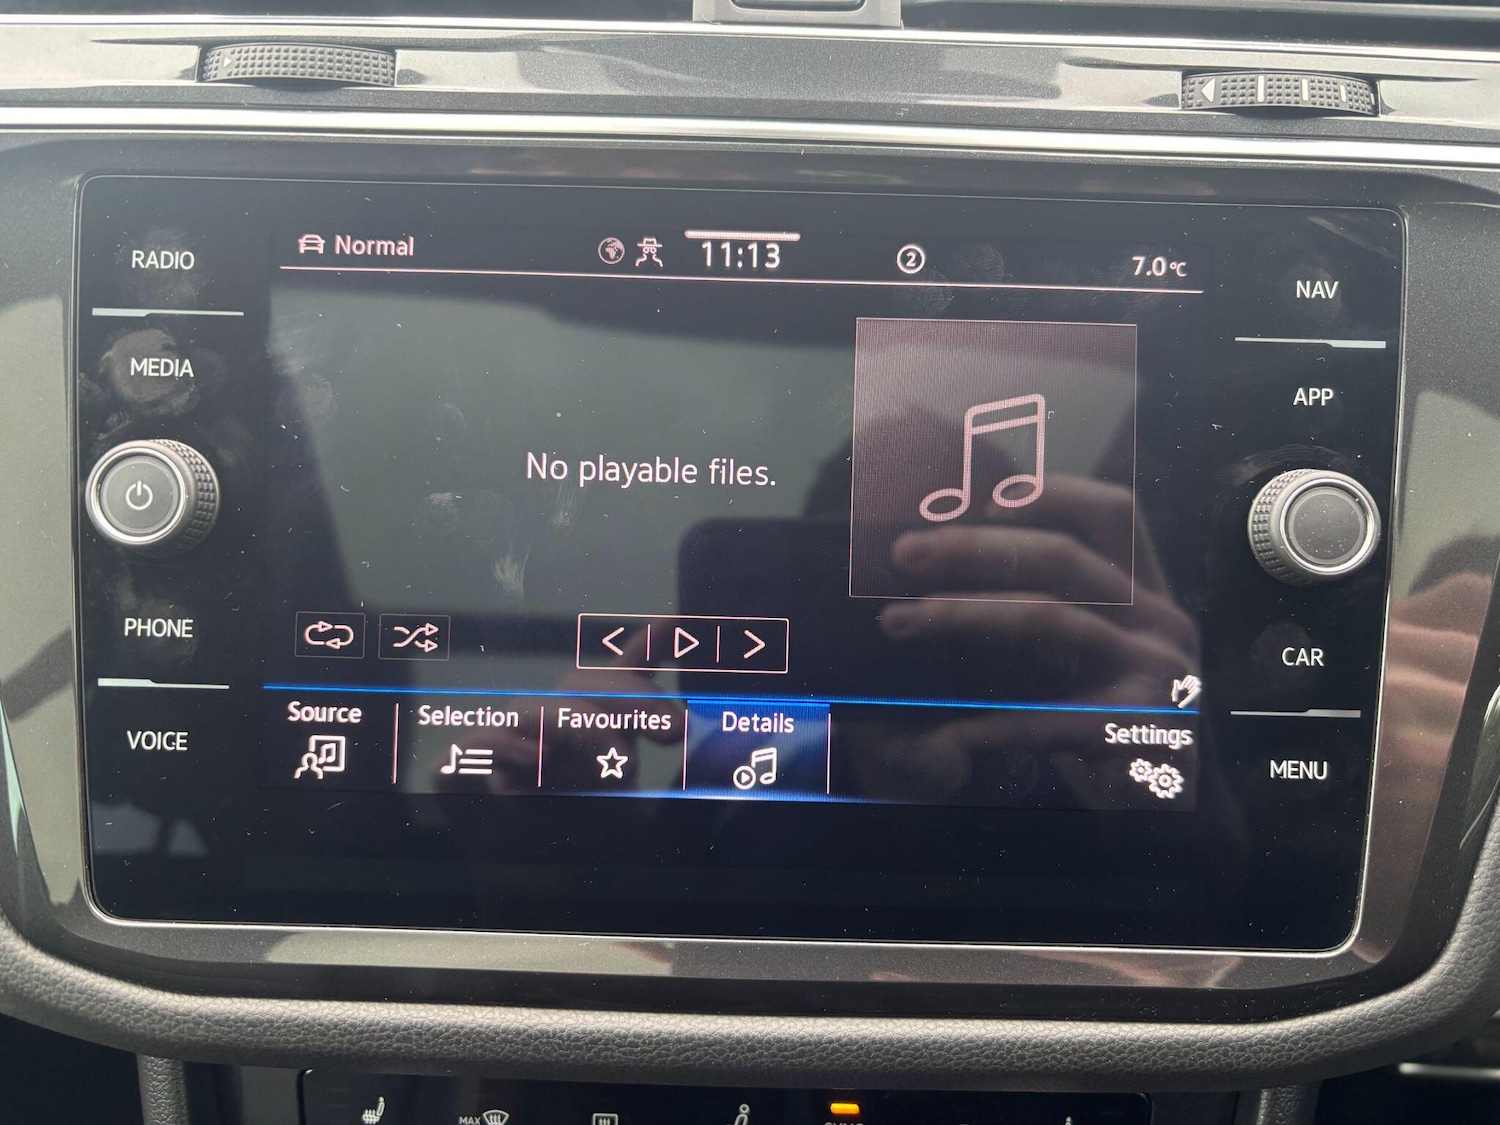 RADIO
MEDIA
PHONE
VOICE
Normal
11:13
2
7.0°C
No playable files.
Source
Selection
Favourites
Details
Settings
NAV
APP
CAR
MENU
MAX